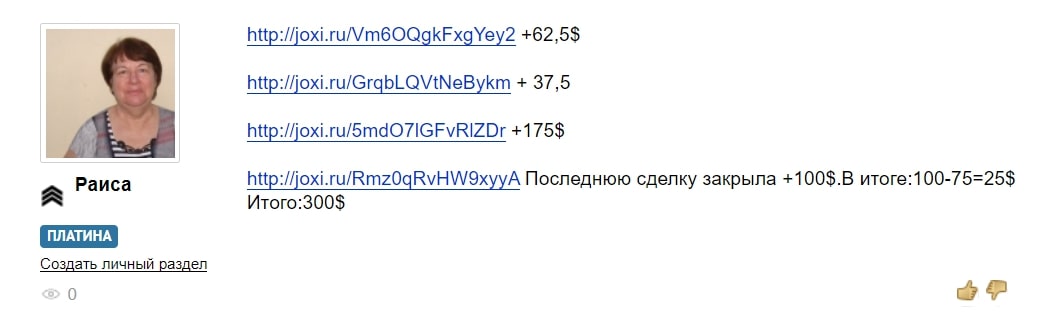 http://joxi.ru/Vm6OQgkFxgYey2 +62,5$
http://joxi.ru/GrqbLQVtNeBykm + 37,5
http://joxi.ru/5mdO7lGFvRlZDr +175$
http://joxi.ru/Rmz0qRvHW9xyyA Последнюю сделку закрыла +100$.В итоге:100-75=25$
Итого:300$
Раиса
ПЛАТИНА
Создать личный раздел
0